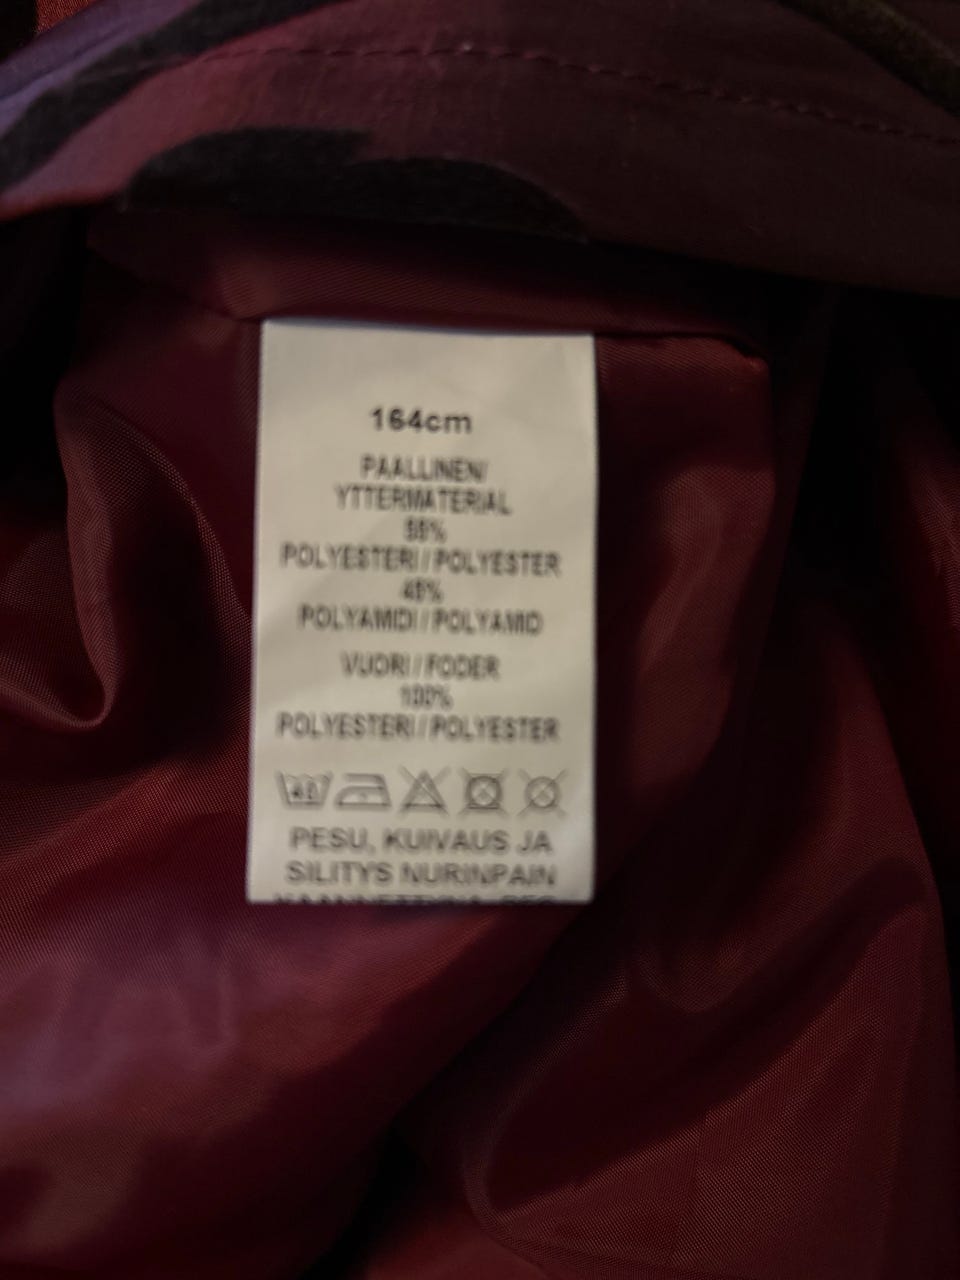 164cm
PAALLINEN/
YTTERMATERIAL
55%
POLYESTERI / POLYESTER
45%
POLYAMIDI / POLYAMID
VUORI / FODER
100%
POLYESTERI / POLYESTER
40
PESU, KUIVAUS JA
SILITYS NURINPAIN